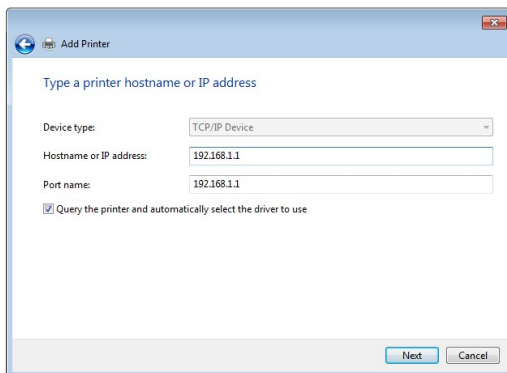 Add Printer
Type a printer hostname or IP address
Device type: TCP/IP Device
Hostname or IP address: 192.168.1.1
Port name: 192.168.1.1
Query the printer and automatically select the driver to use
Next Cancel